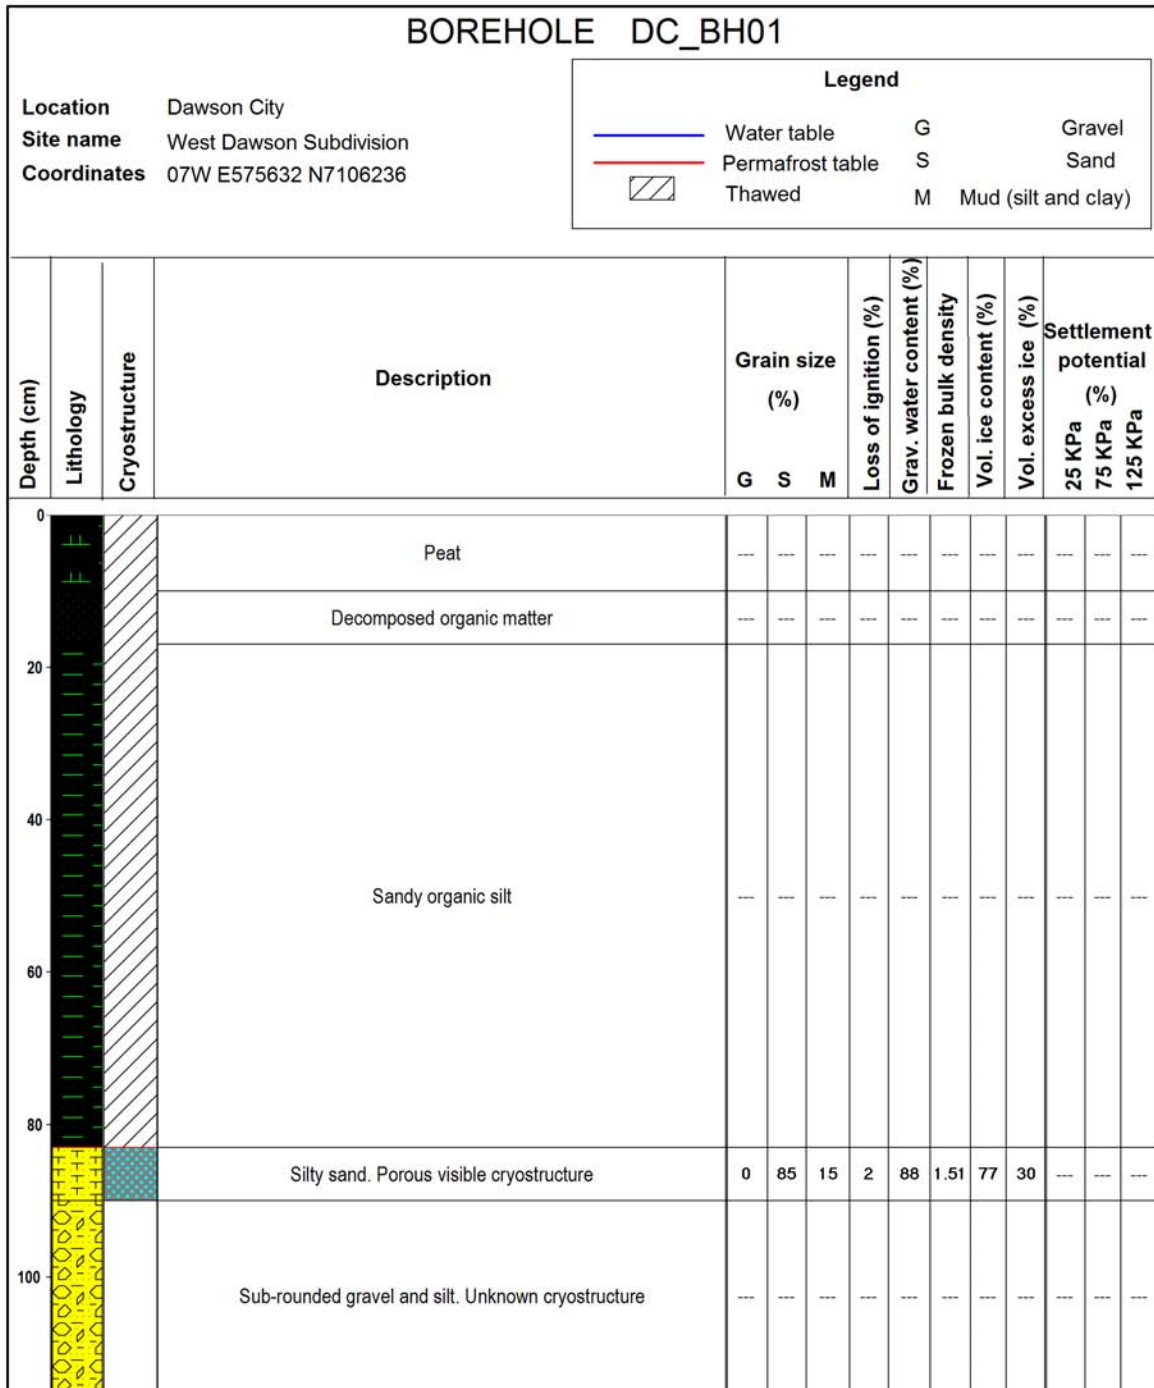 BOREHOLE DC_BH01
Location Dawson City
Site name West Dawson Subdivision
Coordinates 07W E575632 N7106236
Legend
Water table G Gravel
Permafrost table S Sand
Thawed M Mud (silt and clay)
Depth (cm)
Lithology
Cryostructure
Description
Grain size
(%)
G S M
Loss of ignition (%)
Grav. water content (%)
Frozen bulk density
Vol. ice content (%)
Vol. excess ice (%)
Settlement
potential
(%)
25 KPa
75 KPa
125 KPa
0
Peat --- --- --- --- --- --- --- --- --- --- ---
Decomposed organic matter --- --- --- --- --- --- --- --- --- --- ---
20
40
Sandy organic silt --- --- --- --- --- --- --- --- --- --- ---
60
80
Silty sand. Porous visible cryostructure 0 85 15 2 88 1.51 77 30 --- --- ---
100
Sub-rounded gravel and silt. Unknown cryostructure --- --- --- --- --- --- --- --- --- --- ---